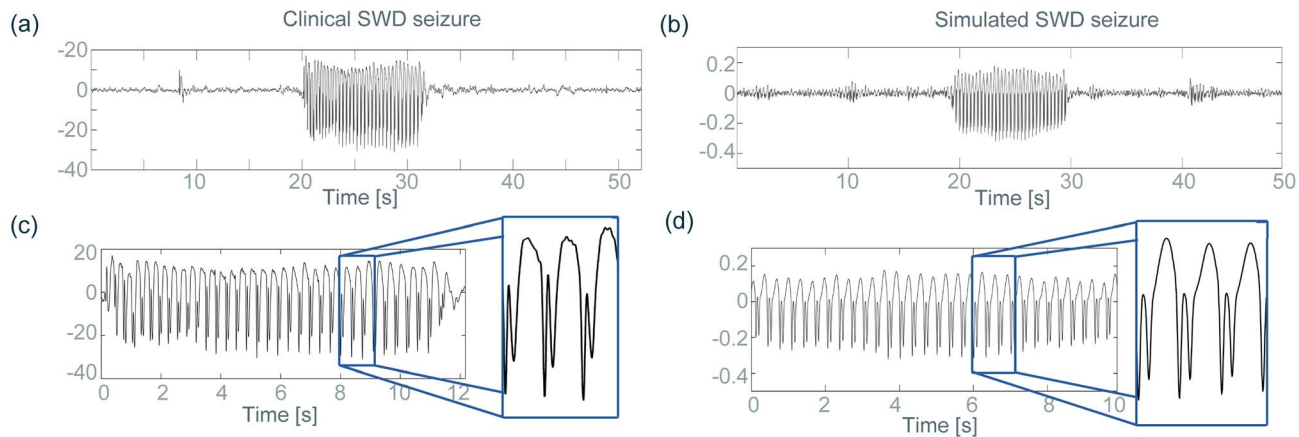 (a)
Clinical SWD seizure
-20
0
-20
-40
10 20 30 40 50
Time [s]
(b)
Simulated SWD seizure
0.2
0
-0.2
-0.4
10 20 30 40 50
Time [s]
(c)
20
0
-20
-40
0 2 4 6 8 10 12
Time [s]
(d)
0.2
0
-0.2
-0.4
0 2 4 6 8 10
Time [s]